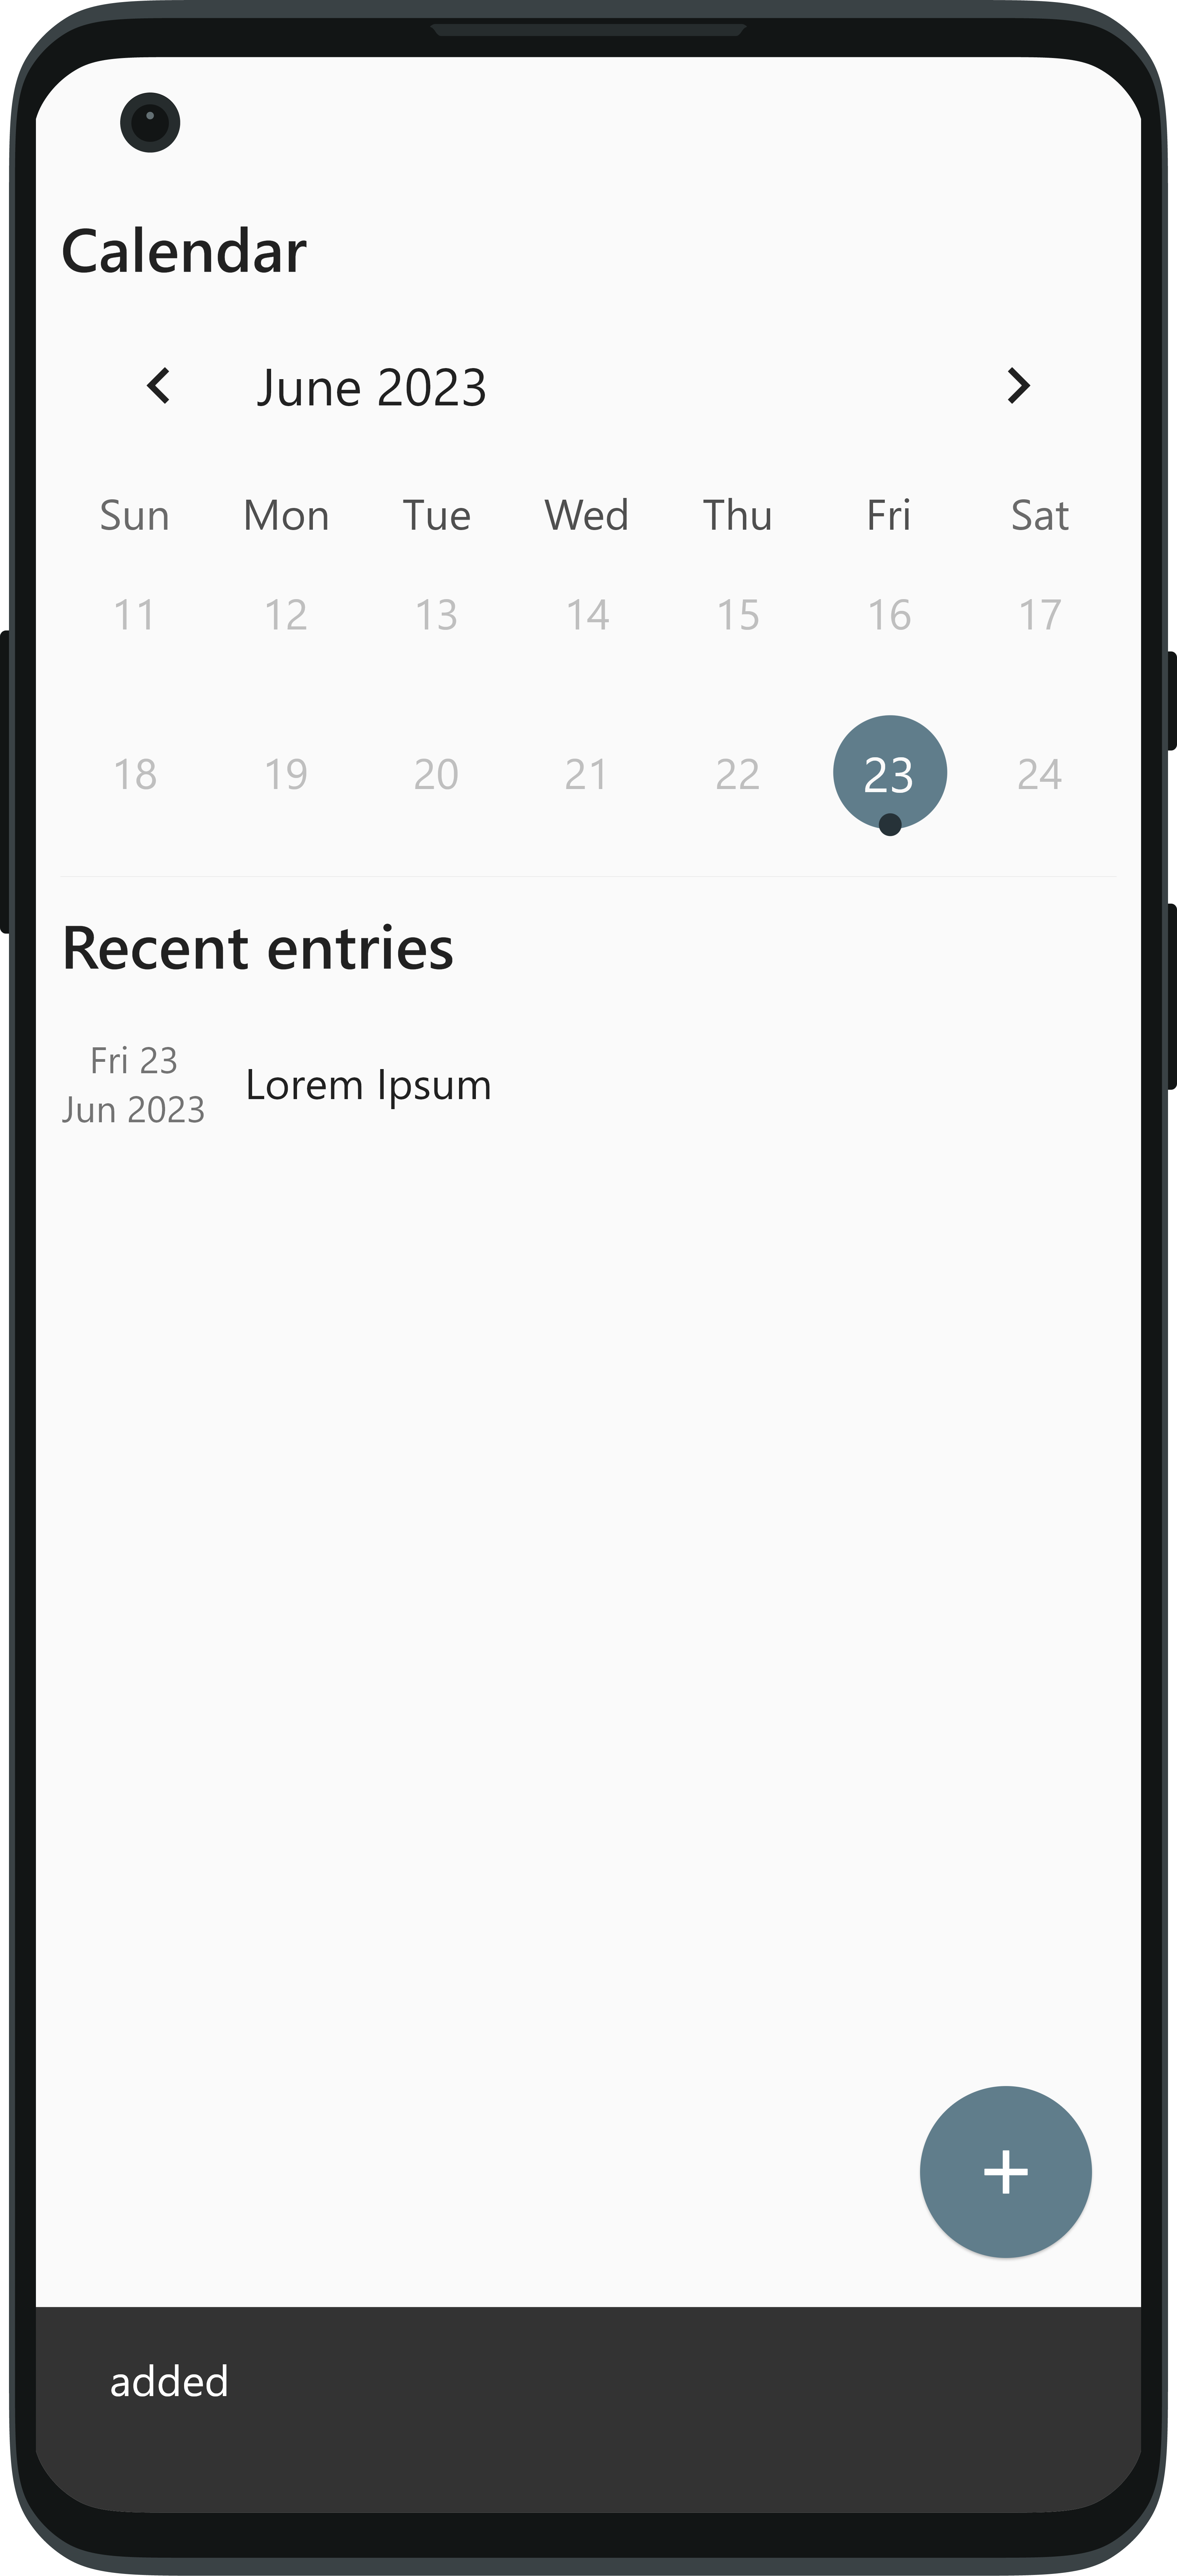 Calendar
June 2023
Sun Mon Tue Wed Thu Fri Sat
11 12 13 14 15 16 17
18 19 20 21 22 23 24
Recent entries
Fri 23
Jun 2023
Lorem Ipsum
+
added